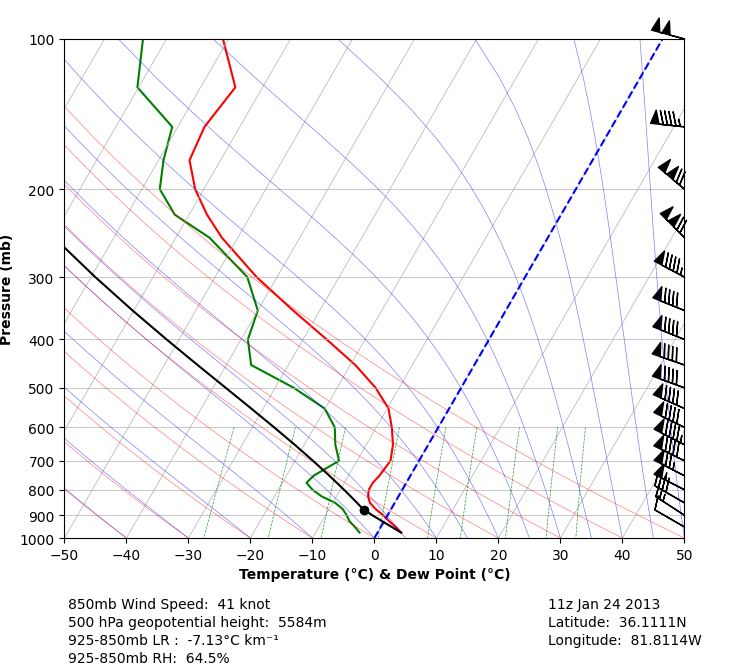 100
200
300
400
500
600
700
800
900
1000
Pressure (mb)
−50 −40 −30 −20 −10 0 10 20 30 40 50
Temperature (°C) & Dew Point (°C)
850mb Wind Speed:  41 knot
500 hPa geopotential height:  5584m
925-850mb LR :  -7.13°C km⁻¹
925-850mb RH:  64.5%
11z Jan 24 2013
Latitude:  36.1111N
Longitude:  81.8114W